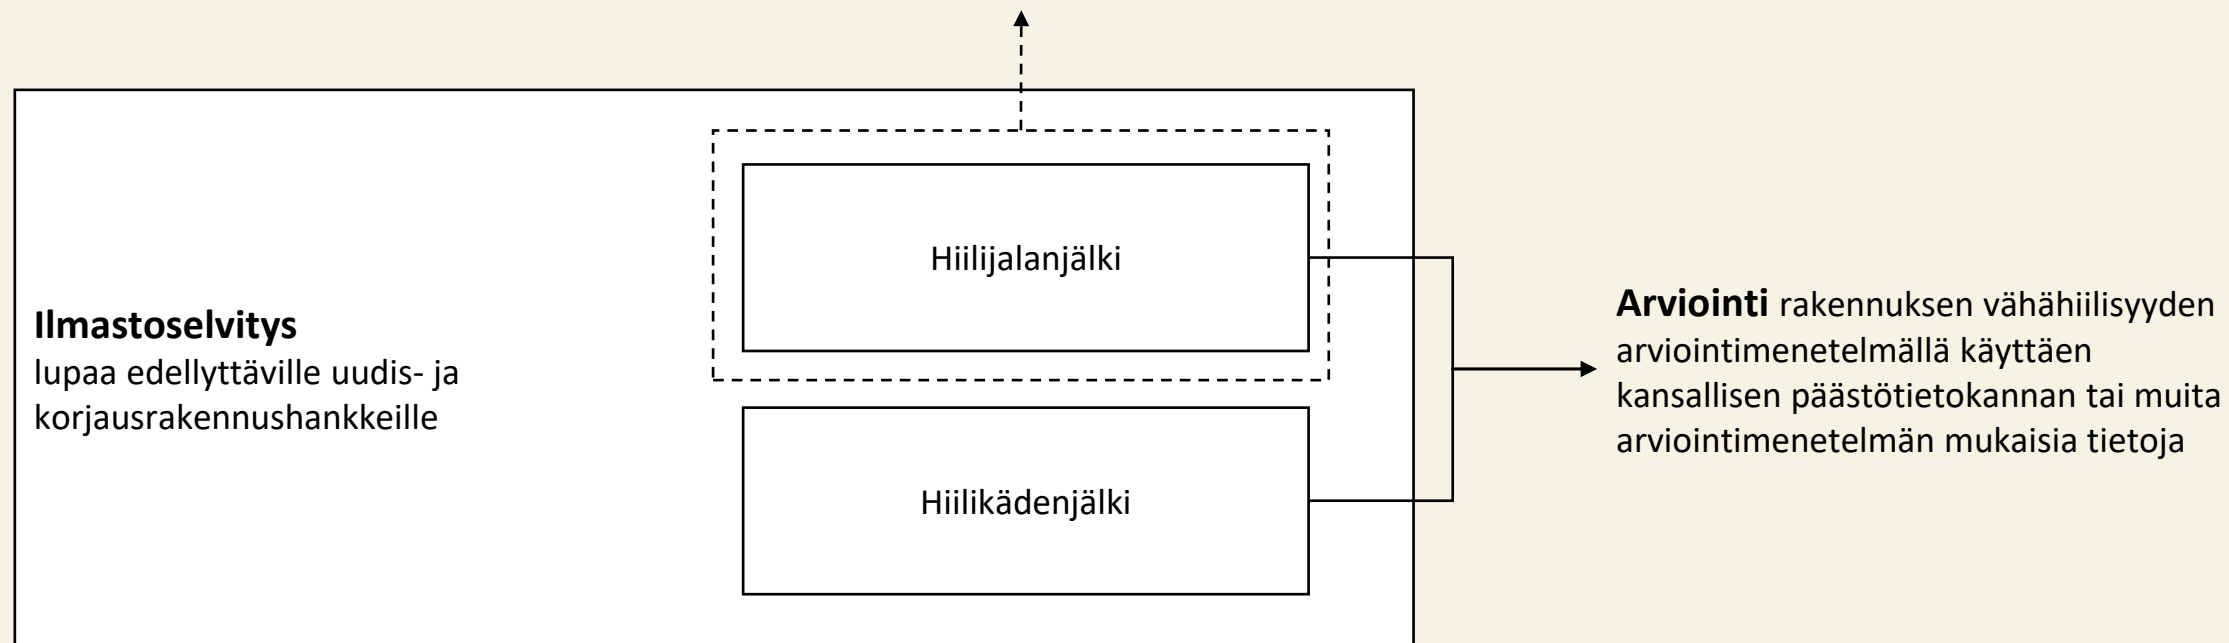 Hiilijalanjälki
Ilmastoselvitys
lupaa edellyttäville uudis- ja
korjausrakennushankkeille
Hiilikädenjälki
Arviointi rakennuksen vähähiilisyyden
arviointimenetelmällä käyttäen
kansallisen päästötietokannan tai muita
arviointimenetelmän mukaisia tietoja